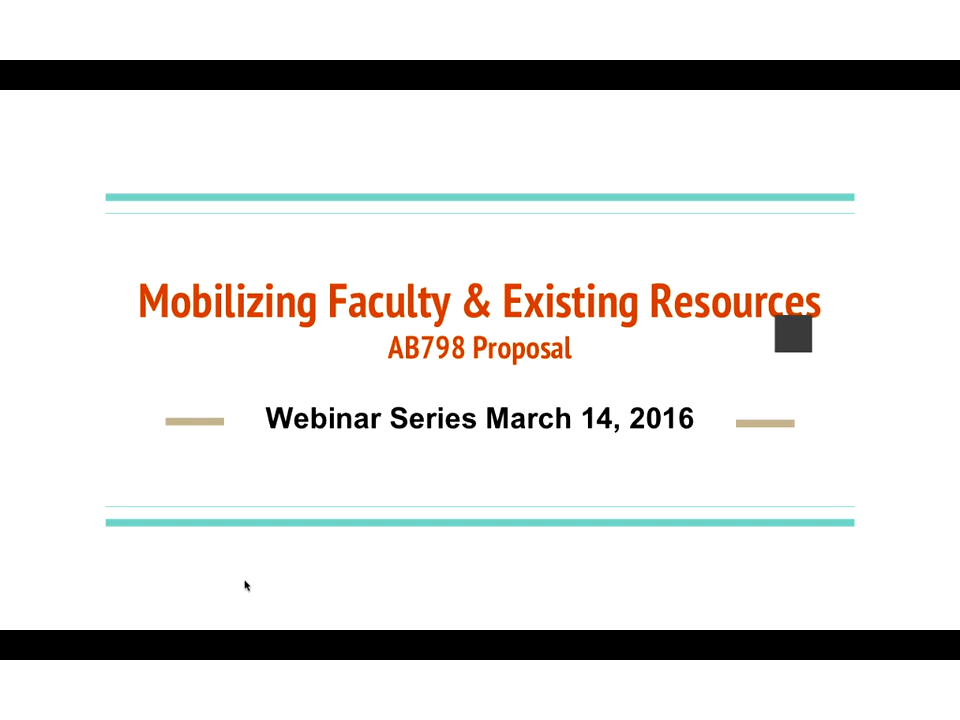 Mobilizing Faculty & Existing Resources
AB798 Proposal
Webinar Series March 14, 2016